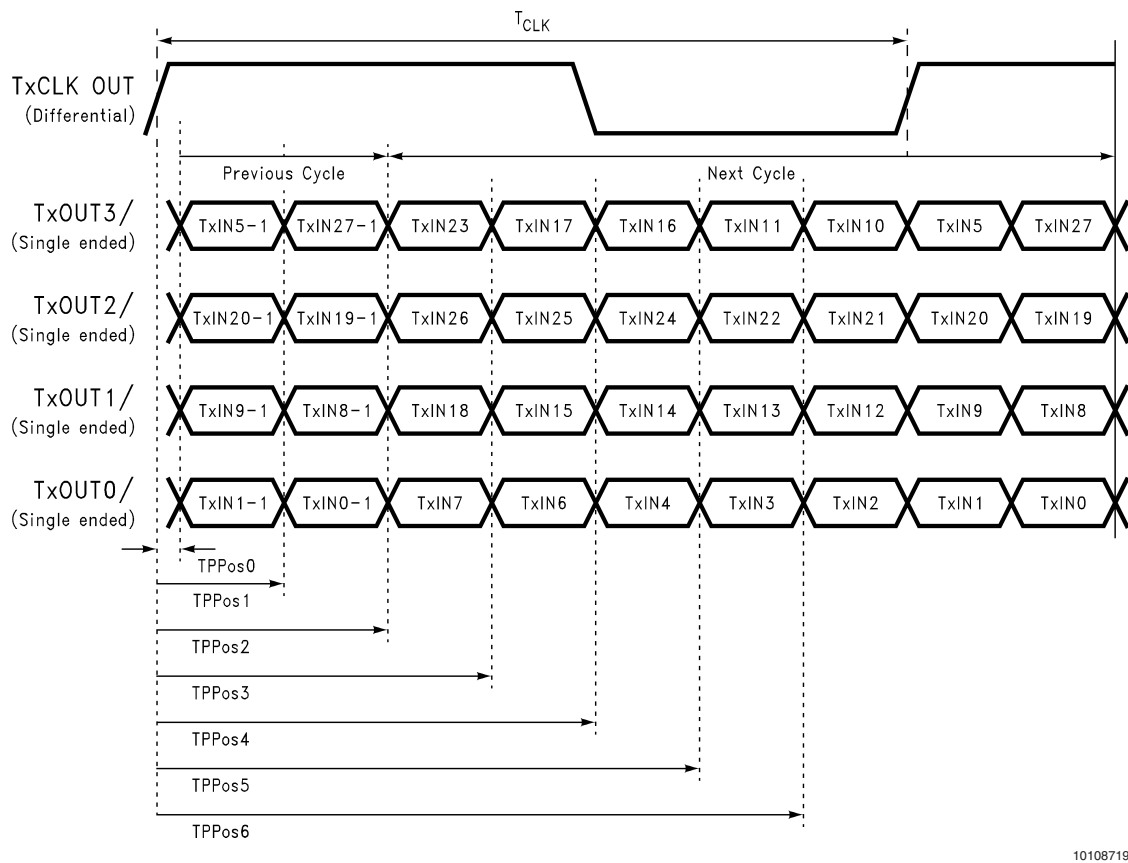 TCLK
TxCLK OUT
(Differential)
Previous Cycle
Next Cycle
TxOUT3/
(Single ended)
TxIN5-1 TxIN27-1 TxIN23 TxIN17 TxIN16 TxIN11 TxIN10 TxIN5 TxIN27
TxOUT2/
(Single ended)
TxIN20-1 TxIN19-1 TxIN26 TxIN25 TxIN24 TxIN22 TxIN21 TxIN20 TxIN19
TxOUT1/
(Single ended)
TxIN9-1 TxIN8-1 TxIN18 TxIN15 TxIN14 TxIN13 TxIN12 TxIN9 TxIN8
TxOUT0/
(Single ended)
TxIN1-1 TxIN0-1 TxIN7 TxIN6 TxIN4 TxIN3 TxIN2 TxIN1 TxIN0
TPPos0
TPPos1
TPPos2
TPPos3
TPPos4
TPPos5
TPPos6
10108719